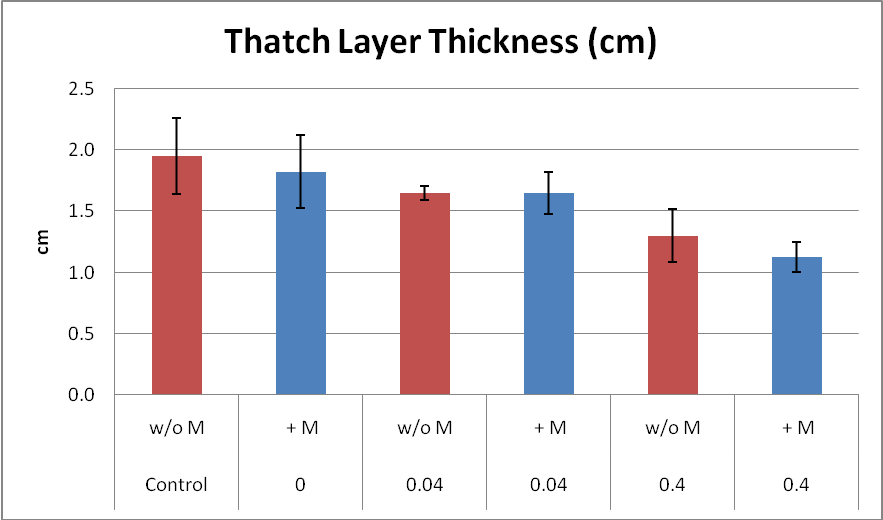 Thatch Layer Thickness (cm)
cm
2.5
2.0
1.5
1.0
0.5
0.0
w/o M + M w/o M + M w/o M + M
Control 0 0.04 0.04 0.4 0.4